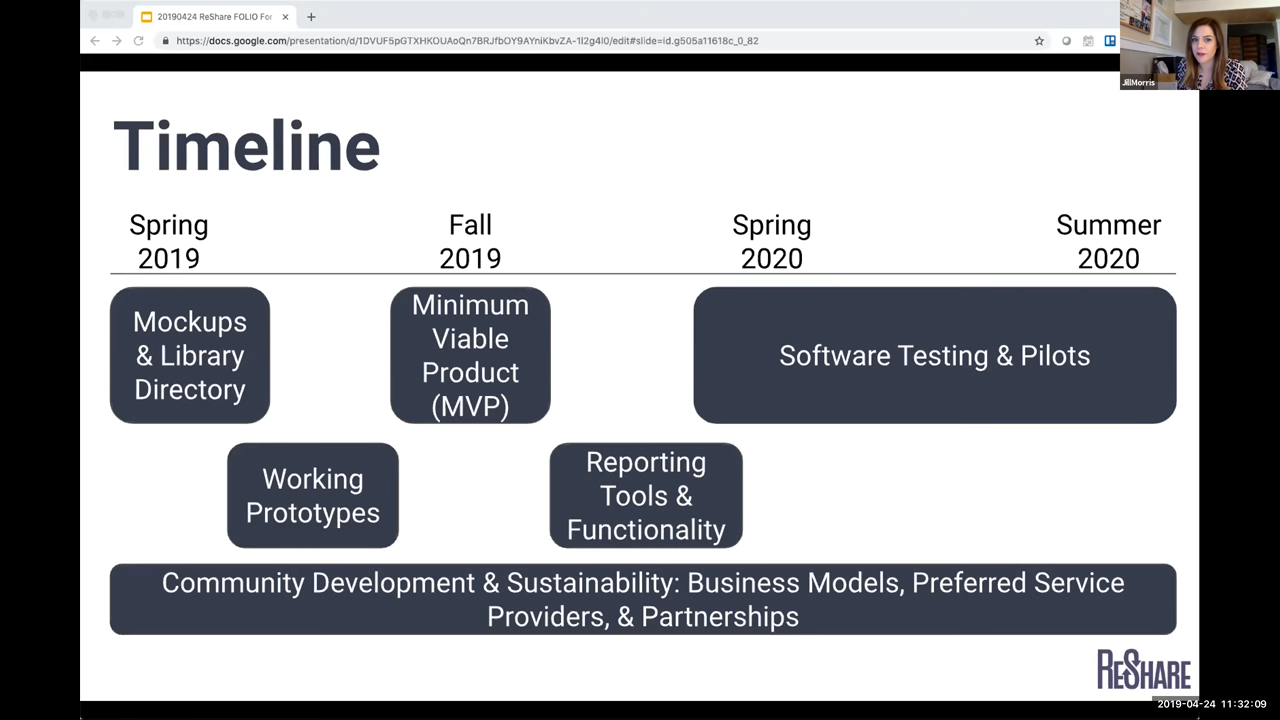 20190424 ReShare FOLIO For
https://docs.google.com/presentation/d/1DVUF5pGTXHKOUAoQn7BRJfbOY9AYniKbvZA-1I2g4l0/edit#slide=id.g505a11618c_0_82
JillMorris
Timeline
Spring
2019
Fall
2019
Spring
2020
Summer
2020
Mockups
& Library
Directory
Minimum
Viable
Product
(MVP)
Software Testing & Pilots
Working
Prototypes
Reporting
Tools &
Functionality
Community Development & Sustainability: Business Models, Preferred Service
Providers, & Partnerships
RESHARE
2019-04-24 11:32:09